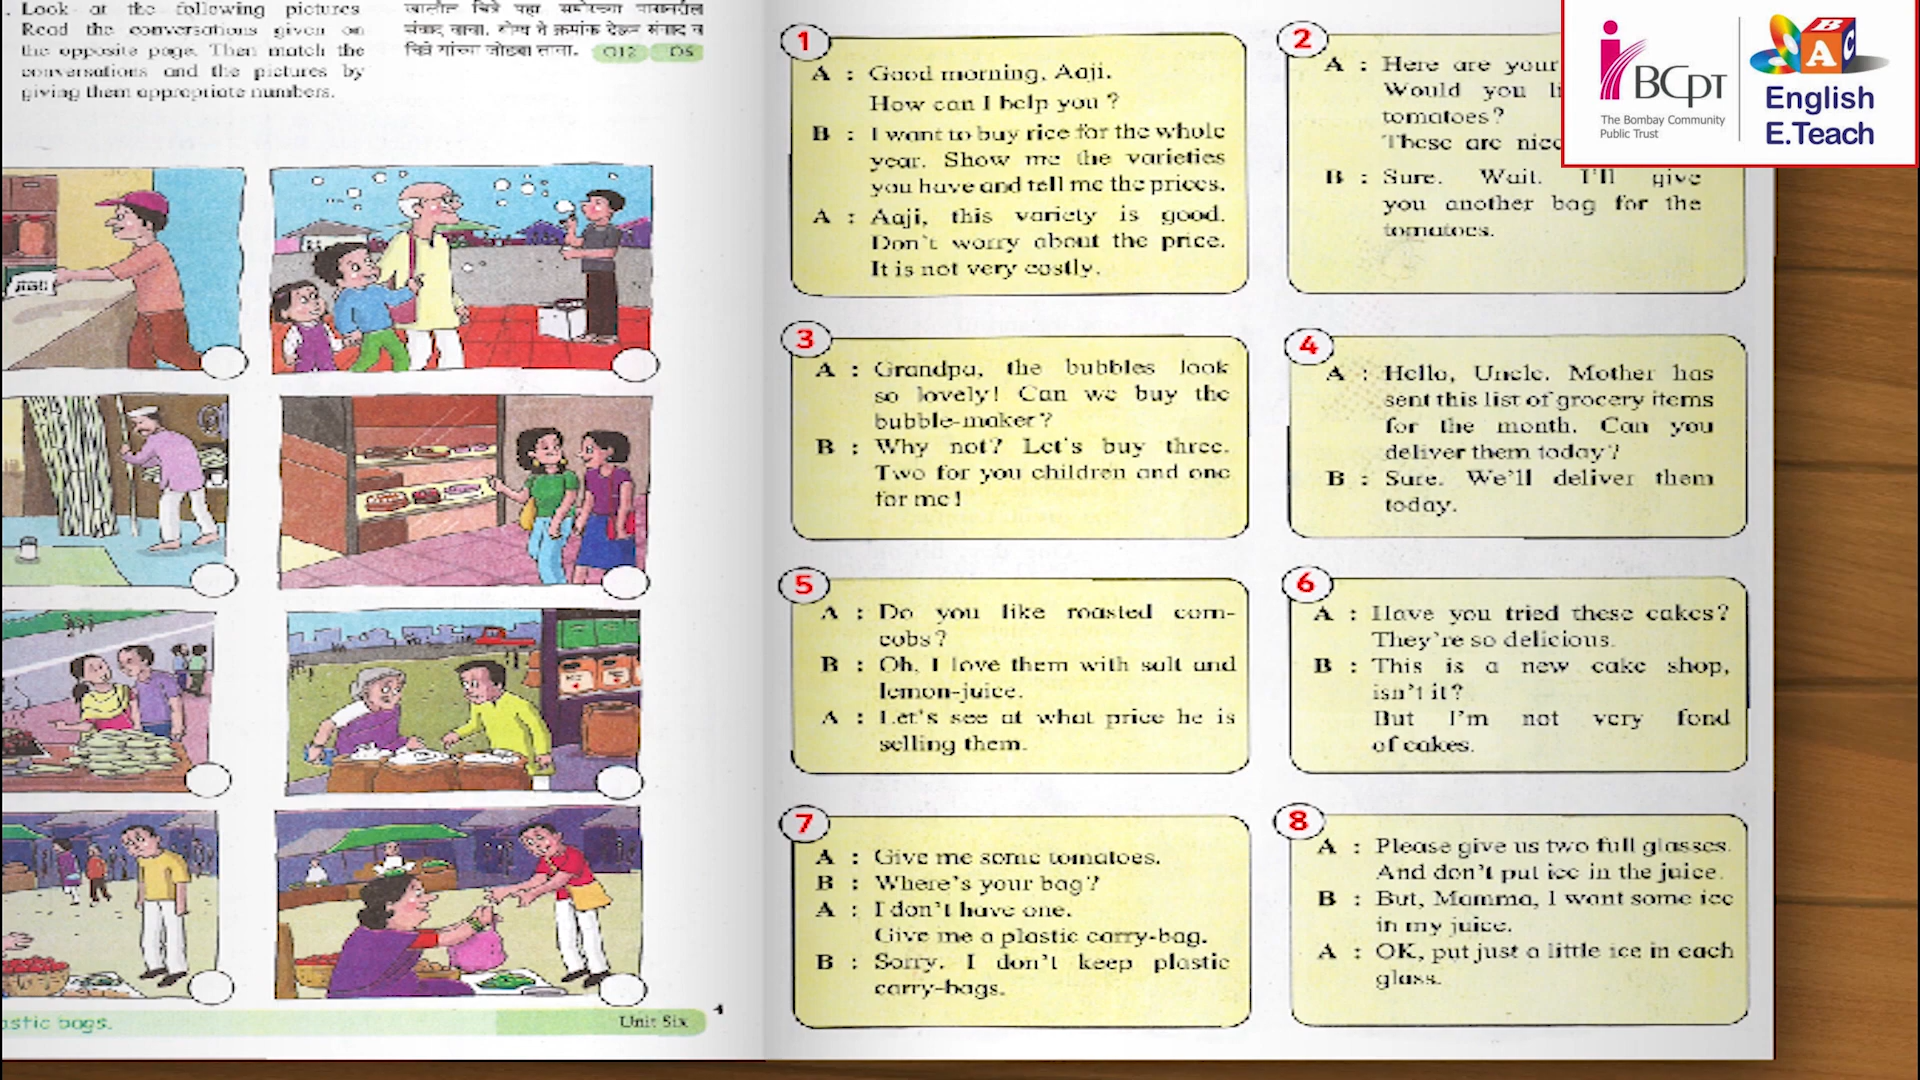 . Look at the following pictures
Read the conversations given on
the opposite page. Then match the
conversations and the pictures by
giving them appropriate numbers.
खालील चित्रे पहा
संवाद वाचा. योग्य ते क्रमांक देऊन संवाद व
चित्रे यांच्या जोड्या लावा.
Unit Six
astic bags.
1
A : Good morning, Aaji.
How can I help you ?
B : I want to buy rice for the whole
year. Show me the varieties
you have and tell me the prices.
A : Aaji, this variety is good.
Don't worry about the price.
It is not very costly.
2
A : Here are your
Would you li
tomatoes?
These are nice
B : Sure. Wait. I'll give
you another bag for the
tomatoes.
3
A : Grandpa, the bubbles look
so lovely! Can we buy the
bubble-maker?
B : Why not? Let's buy three.
Two for you children and one
for me!
4
A : Hello, Uncle. Mother has
sent this list of grocery items
for the month. Can you
deliver them today?
B : Sure. We'll deliver them
today.
5
A : Do you like roasted corn-
cobs?
B : Oh, I love them with salt and
lemon-juice.
A : Let's see at what price he is
selling them.
6
A : Have you tried these cakes?
They're so delicious.
B : This is a new cake shop,
isn't it?
But I'm not very fond
of cakes.
7
A : Give me some tomatoes.
B : Where's your bag?
A : I don't have one.
Give me a plastic carry-bag.
B : Sorry. I don't keep plastic
carry-bags.
8
A : Please give us two full glasses.
And don't put ice in the juice.
B : But, Mamma, I want some ice
in my juice.
A : OK, put just a little ice in each
glass.
BCPT
The Bombay Community
Public Trust
A B C
English
E.Teach